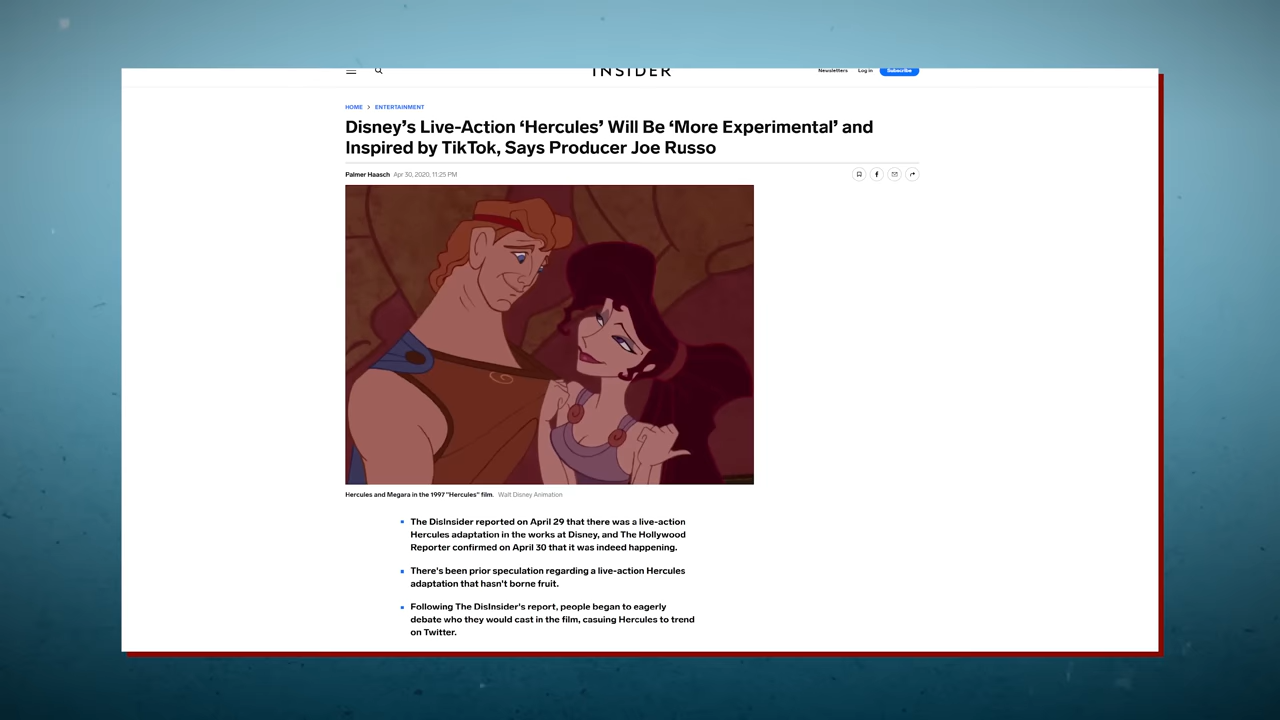 INSIDER
Newsletters Log in Subscribe
HOME > ENTERTAINMENT
Disney’s Live-Action ‘Hercules’ Will Be ‘More Experimental’ and
Inspired by TikTok, Says Producer Joe Russo
Palmer Haasch Apr 30, 2020, 11:25 PM
Hercules and Megara in the 1997 "Hercules" film. Walt Disney Animation
The DisInsider reported on April 29 that there was a live-action
Hercules adaptation in the works at Disney, and The Hollywood
Reporter confirmed on April 30 that it was indeed happening.
There's been prior speculation regarding a live-action Hercules
adaptation that hasn't borne fruit.
Following The DisInsider's report, people began to eagerly
debate who they would cast in the film, casuing Hercules to trend
on Twitter.